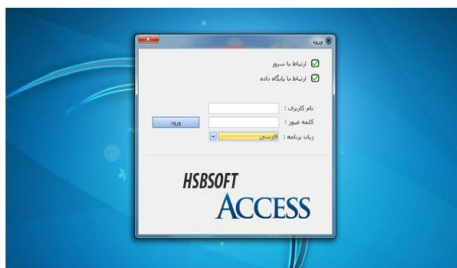 ورود
ارتباط با سرور
ارتباط با پایگاه داده
نام کاربری :
کلمه عبور :
ورود
زبان برنامه : فارسی
HSBSOFT
ACCESS